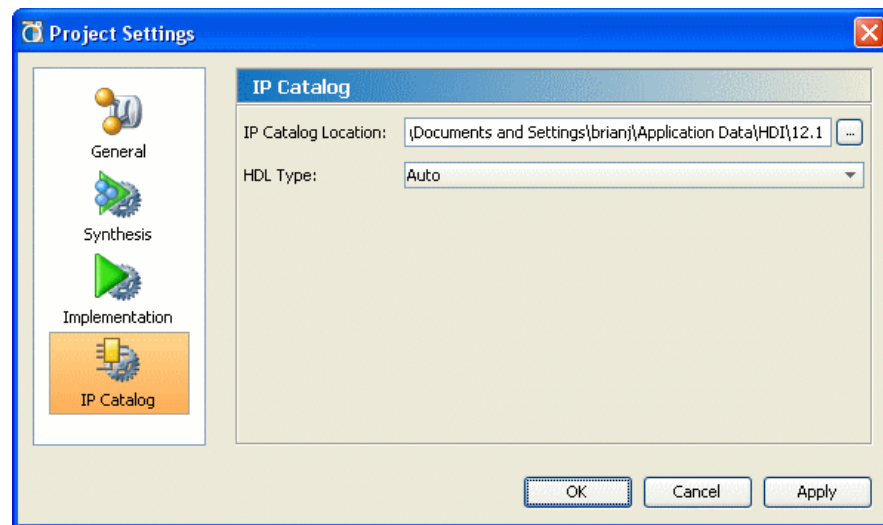 Project Settings
General
Synthesis
Implementation
IP Catalog
IP Catalog
IP Catalog Location: \Documents and Settings\brianj\Application Data\HDI\12.1 ...
HDL Type: Auto
OK Cancel Apply